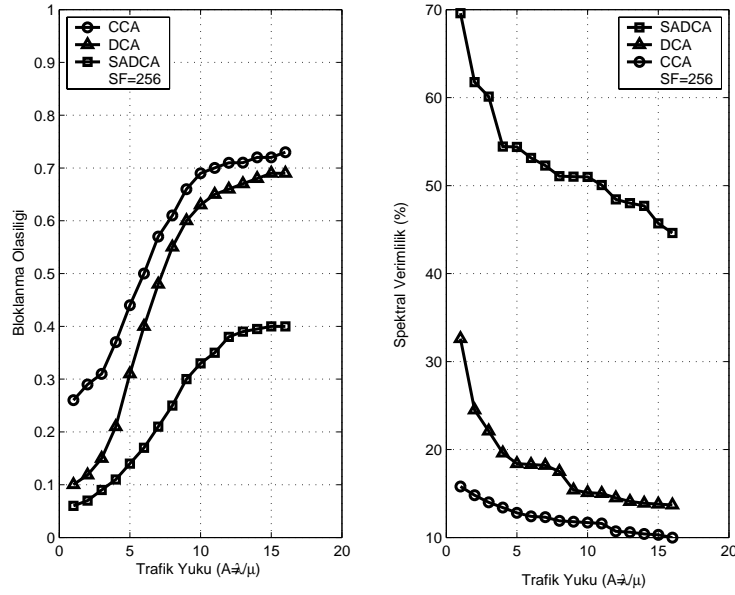 1
0.9
0.8
0.7
0.6
0.5
0.4
0.3
0.2
0.1
0
Bloklanma Olasiligi
CCA
DCA
SADCA
SF=256
0 5 10 15 20
Trafik Yuku (A=λ/μ)
70
60
50
40
30
20
10
Spektral Verimlilik (%)
SADCA
DCA
CCA
SF=256
0 5 10 15 20
Trafik Yuku (A=λ/μ)